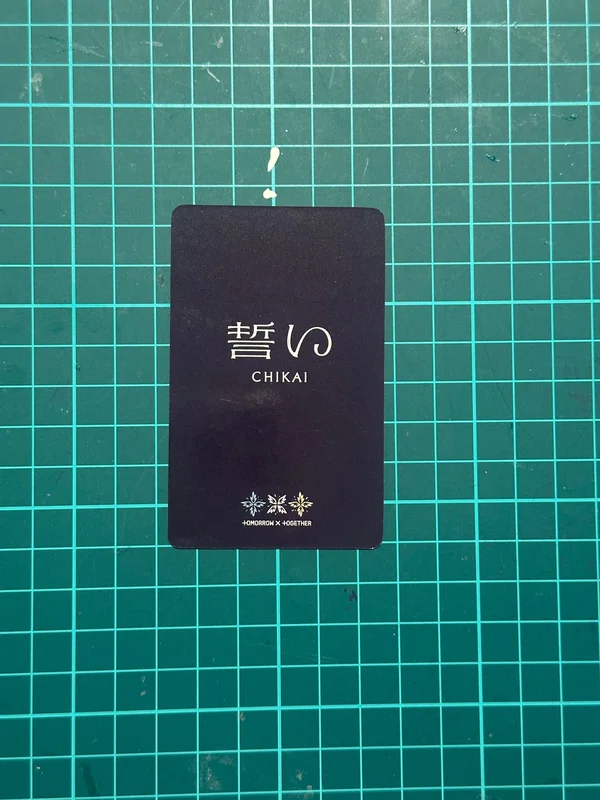 誓い
CHIKAI
TOMORROW × TOGETHER